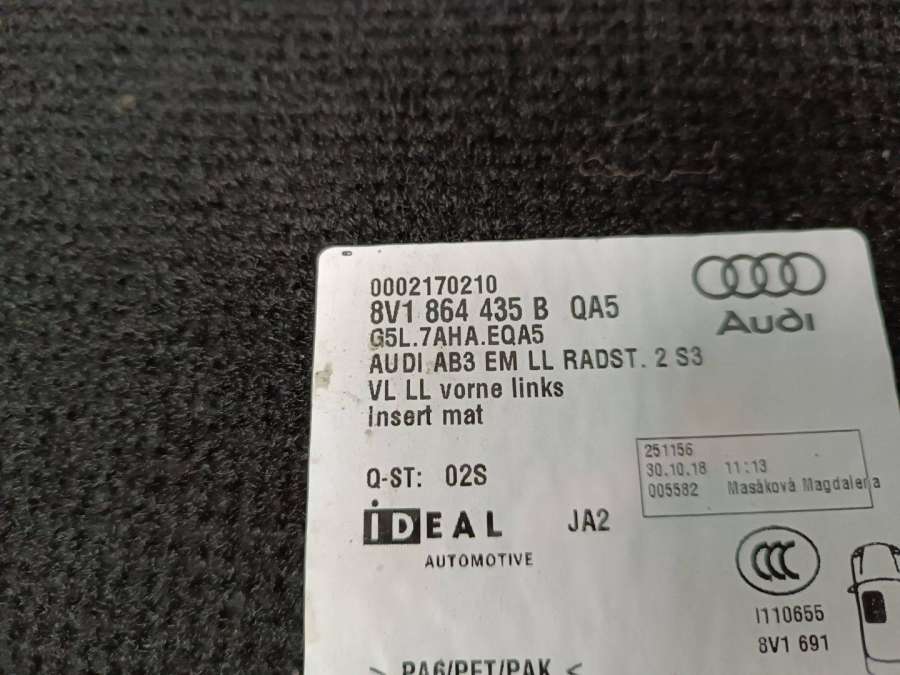 0002170210
8V1 864 435 B QA5
G5L.7AHA.EQA5
AUDI AB3 EM LL RADST. 2 S3
VL LL vorne links
Insert mat
Audi
Q-ST: 02S
251156
30.10.18 11:13
005582 Masáková Magdalena
iDEAL
AUTOMOTIVE
JA2
CCC
I110655
8V1 691
> PA6/PET/PAK <